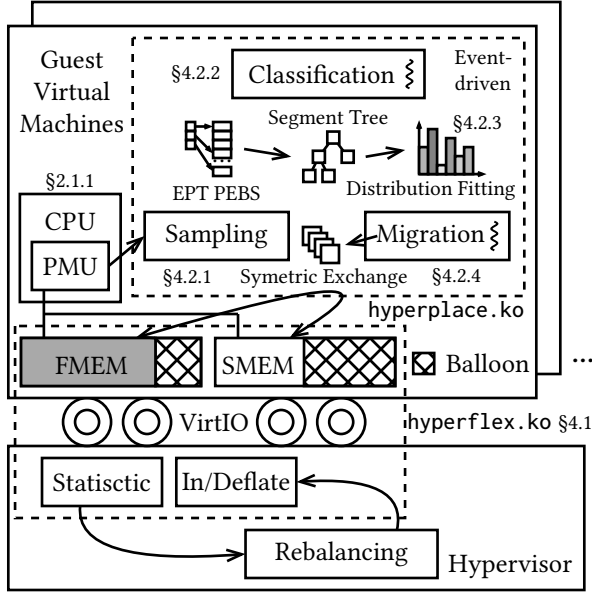 Guest
Virtual
Machines
§4.2.2
Classification
Event-
driven
Segment Tree
§4.2.3
EPT PEBS
Distribution Fitting
§2.1.1
CPU
PMU
Sampling
Migration
§4.2.1
Symetric Exchange
§4.2.4
hyperplace.ko
FMEM
SMEM
Balloon
...
VirtIO
hyperflex.ko §4.1
Statisctic
In/Deflate
Rebalancing
Hypervisor